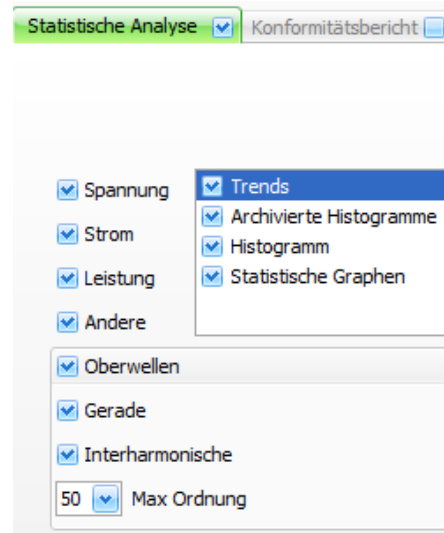 Statistische Analyse Konformitätsbericht
Spannung
Strom
Leistung
Andere
Trends
Archivierte Histogramme
Histogramm
Statistische Graphen
Oberwellen
Gerade
Interharmonische
50 Max Ordnung